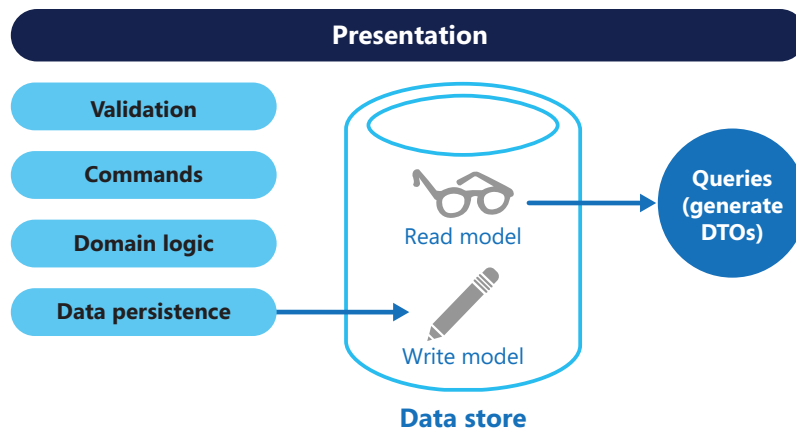 Presentation
Validation
Commands
Domain logic
Data persistence
Read model
Write model
Data store
Queries
(generate
DTOs)